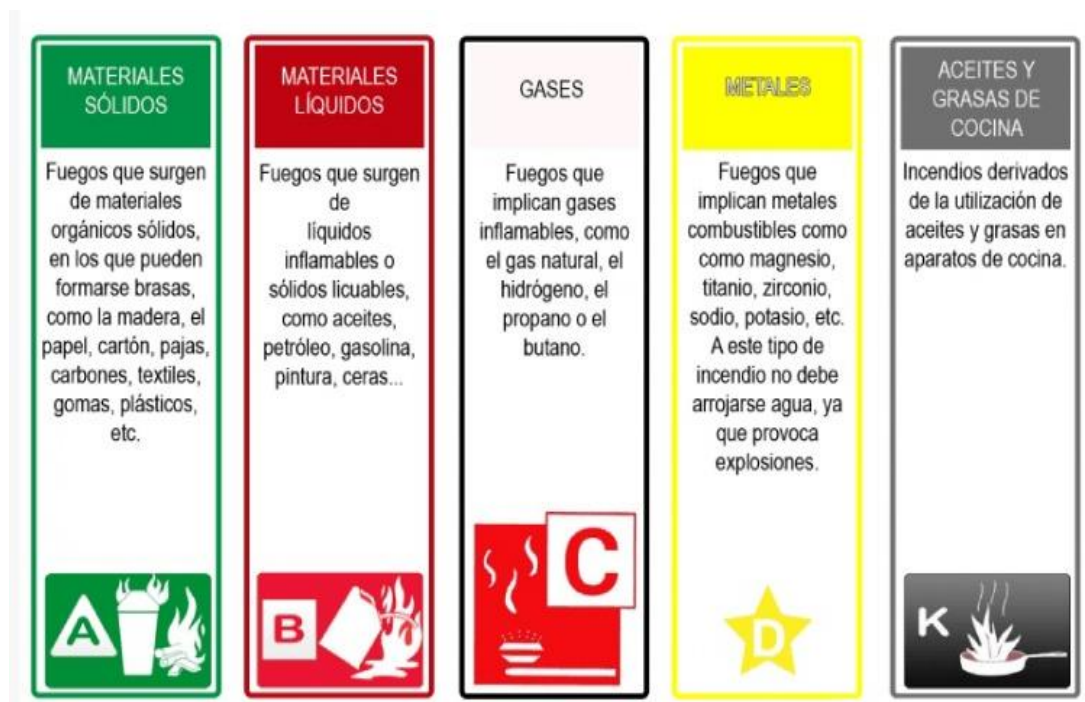 MATERIALES
SÓLIDOS
Fuegos que surgen
de materiales
orgánicos sólidos,
en los que pueden
formarse brasas,
como la madera, el
papel, cartón, pajas,
carbones, textiles,
gomas, plásticos,
etc.
A
MATERIALES
LÍQUIDOS
Fuegos que surgen
de
líquidos
inflamables o
sólidos licuables,
como aceites,
petróleo, gasolina,
pintura, ceras...
B
GASES
Fuegos que
implican gases
inflamables, como
el gas natural, el
hidrógeno, el
propano o el
butano.
C
METALES
Fuegos que
implican metales
combustibles como
como magnesio,
titanio, zirconio,
sodio, potasio, etc.
A este tipo de
incendio no debe
arrojarse agua, ya
que provoca
explosiones.
D
ACEITES Y
GRASAS DE
COCINA
Incendios derivados
de la utilización de
aceites y grasas en
aparatos de cocina.
K